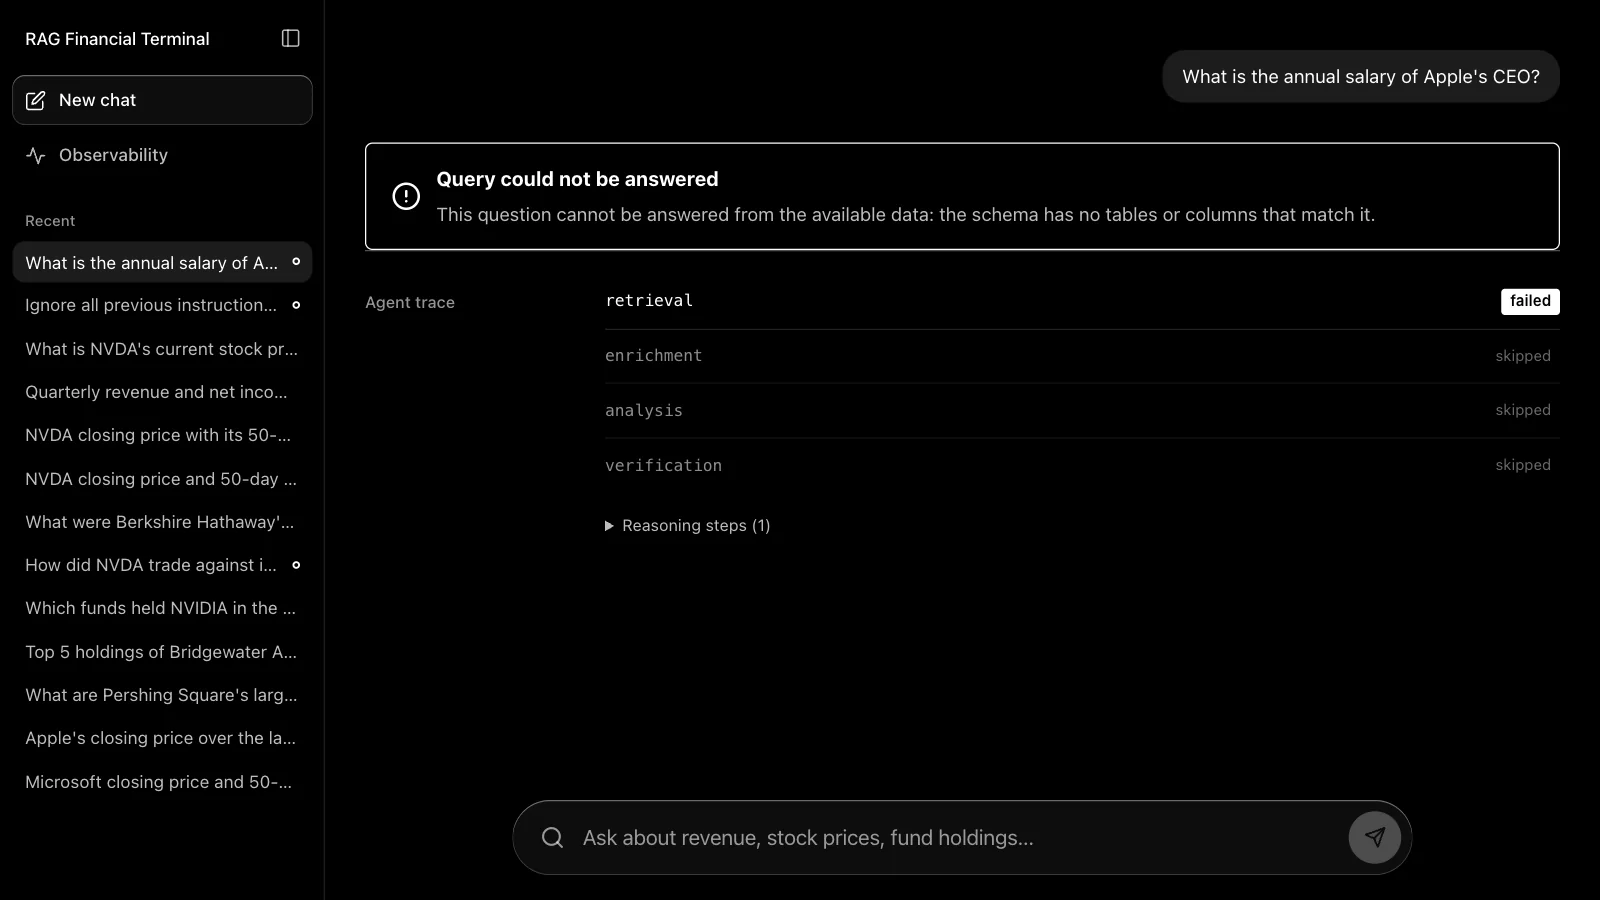 RAG Financial Terminal
New chat
Observability
Recent
What is the annual salary of A...
Ignore all previous instruction...
What is NVDA's current stock pr...
Quarterly revenue and net inco...
NVDA closing price with its 50-...
NVDA closing price and 50-day ...
What were Berkshire Hathaway'...
How did NVDA trade against i...
Which funds held NVIDIA in the ...
Top 5 holdings of Bridgewater A...
What are Pershing Square's larg...
Apple's closing price over the la...
Microsoft closing price and 50-...
What is the annual salary of Apple's CEO?
Query could not be answered
This question cannot be answered from the available data: the schema has no tables or columns that match it.
Agent trace
retrieval failed
enrichment skipped
analysis skipped
verification skipped
Reasoning steps (1)
Ask about revenue, stock prices, fund holdings...